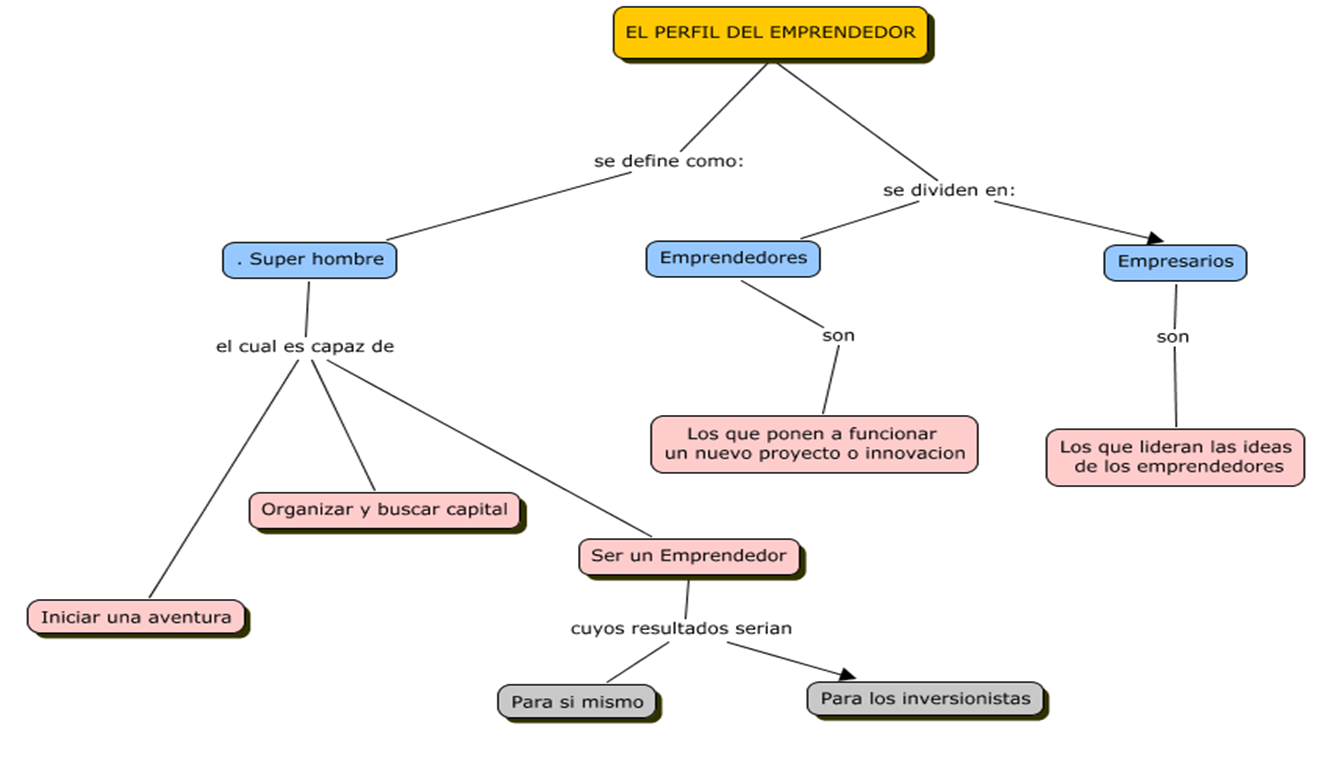 EL PERFIL DEL EMPRENDEDOR
se define como:
se dividen en:
. Super hombre
Emprendedores
Empresarios
el cual es capaz de
son
son
Los que ponen a funcionar
un nuevo proyecto o innovacion
Los que lideran las ideas
de los emprendedores
Organizar y buscar capital
Ser un Emprendedor
Iniciar una aventura
cuyos resultados serian
Para si mismo
Para los inversionistas